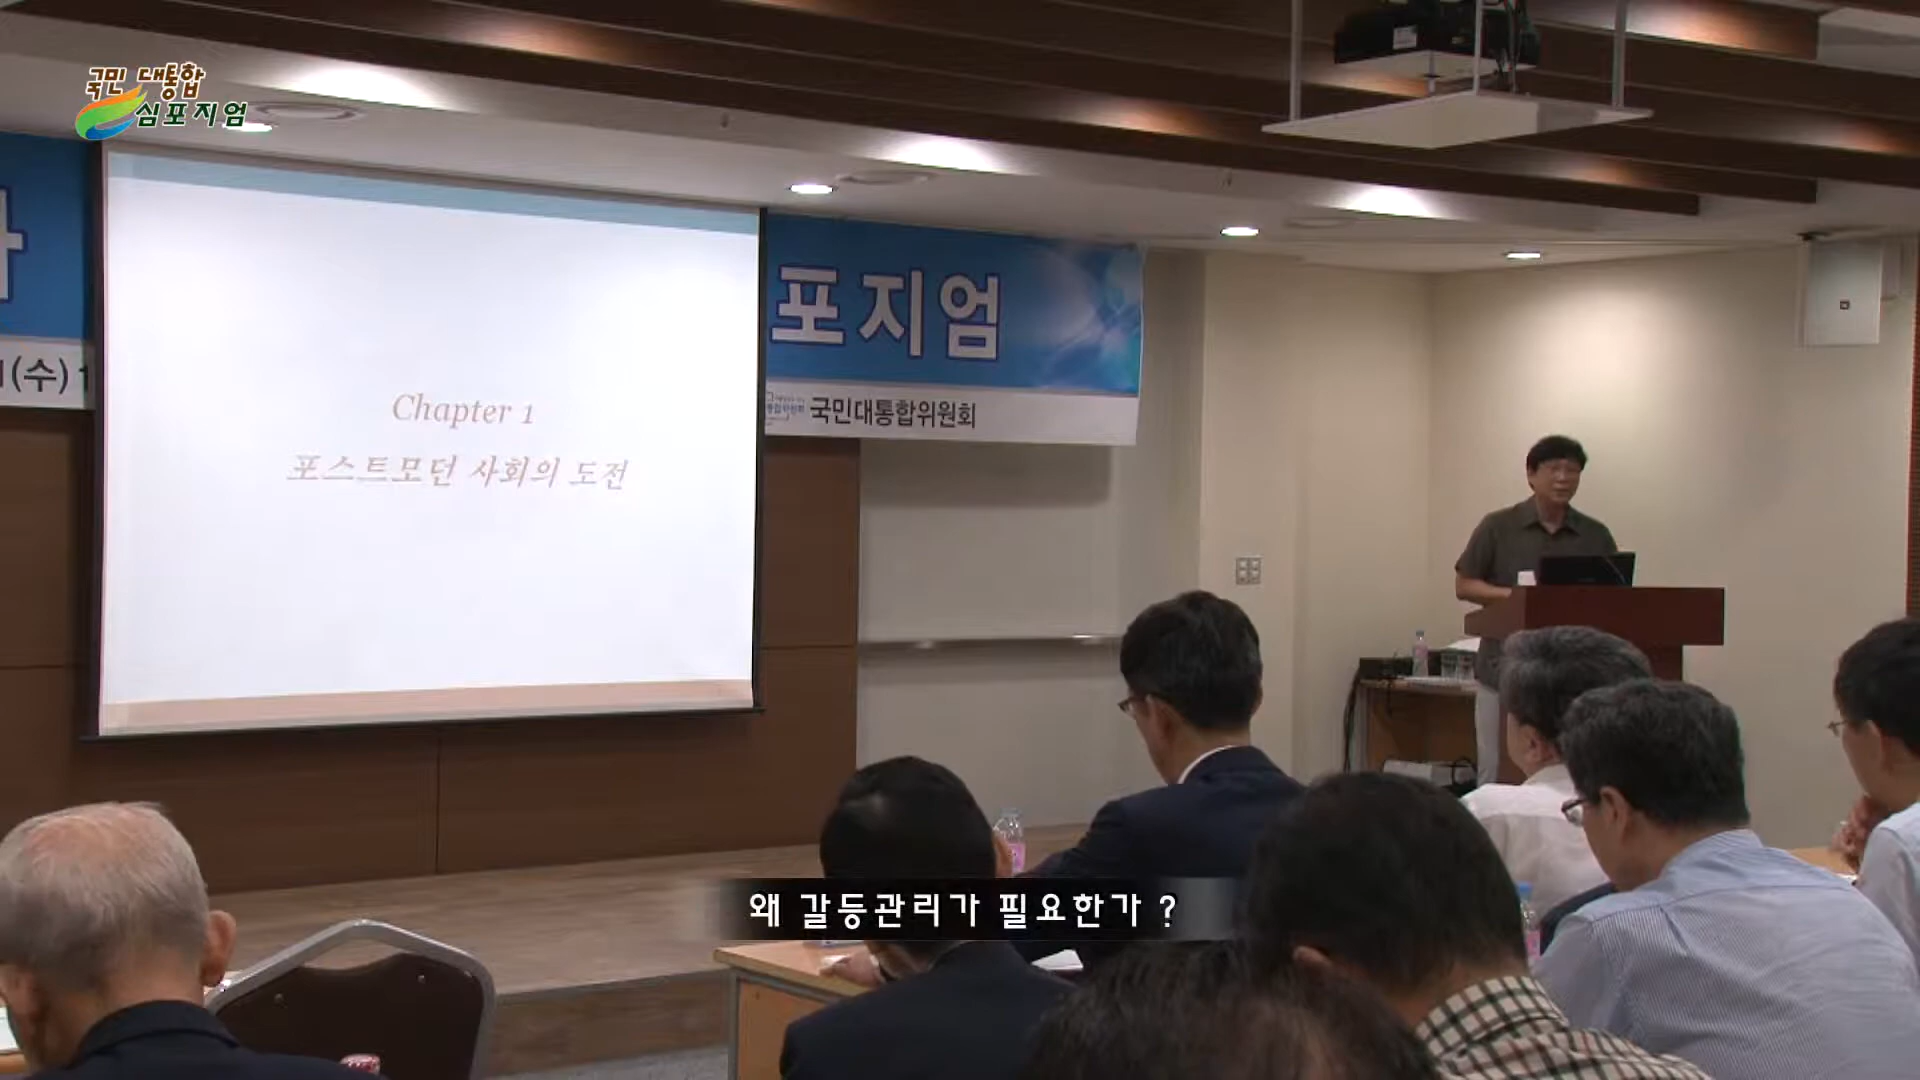 국민 대통합
심포지엄
포지엄
(수) 1
국민대통합위원회
Chapter 1
포스트모던 사회의 도전
왜 갈등관리가 필요한가 ?